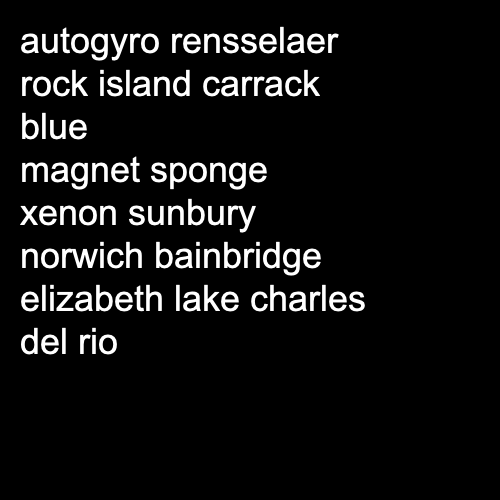 autogyro rensselaer
rock island carrack
blue
magnet sponge
xenon sunbury
norwich bainbridge
elizabeth lake charles
del rio